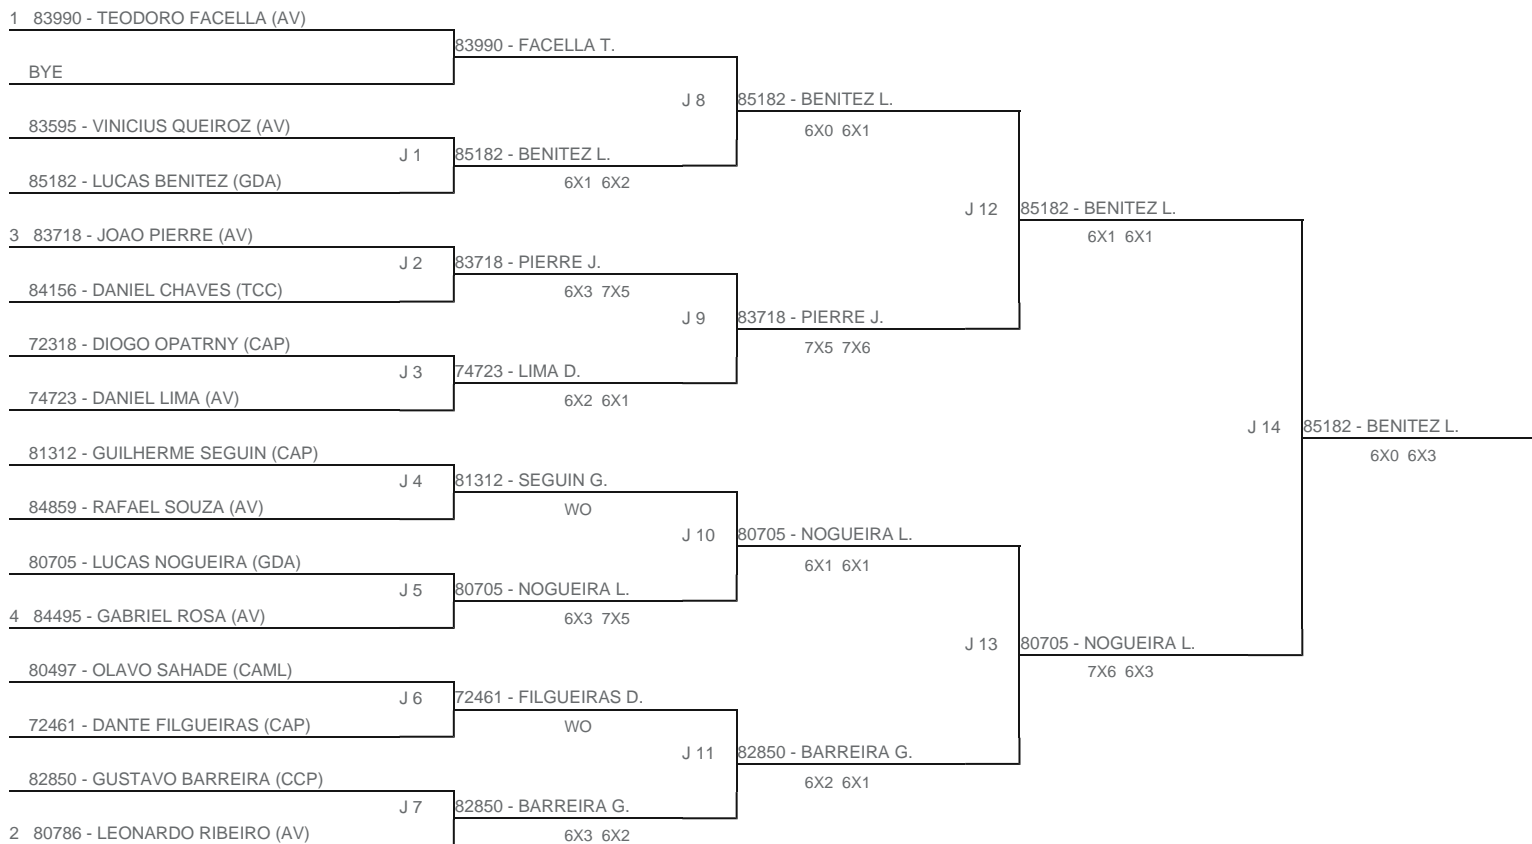 1 83990 - TEODORO FACELLA (AV)
83990 - FACELLA T.
BYE
J 8
85182 - BENITEZ L.
83595 - VINICIUS QUEIROZ (AV)
6X0 6X1
J 1
85182 - BENITEZ L.
85182 - LUCAS BENITEZ (GDA)
6X1 6X2
J 12
85182 - BENITEZ L.
3 83718 - JOAO PIERRE (AV)
6X1 6X1
J 2
83718 - PIERRE J.
84156 - DANIEL CHAVES (TCC)
6X3 7X5
J 9
83718 - PIERRE J.
72318 - DIOGO OPATRNY (CAP)
7X5 7X6
J 3
74723 - LIMA D.
74723 - DANIEL LIMA (AV)
6X2 6X1
J 14
85182 - BENITEZ L.
81312 - GUILHERME SEGUIN (CAP)
6X0 6X3
J 4
81312 - SEGUIN G.
84859 - RAFAEL SOUZA (AV)
WO
J 10
80705 - NOGUEIRA L.
80705 - LUCAS NOGUEIRA (GDA)
6X1 6X1
J 5
80705 - NOGUEIRA L.
4 84495 - GABRIEL ROSA (AV)
6X3 7X5
J 13
80705 - NOGUEIRA L.
80497 - OLAVO SAHADE (CAML)
7X6 6X3
J 6
72461 - FILGUEIRAS D.
72461 - DANTE FILGUEIRAS (CAP)
WO
J 11
82850 - BARREIRA G.
82850 - GUSTAVO BARREIRA (CCP)
6X2 6X1
J 7
82850 - BARREIRA G.
2 80786 - LEONARDO RIBEIRO (AV)
6X3 6X2